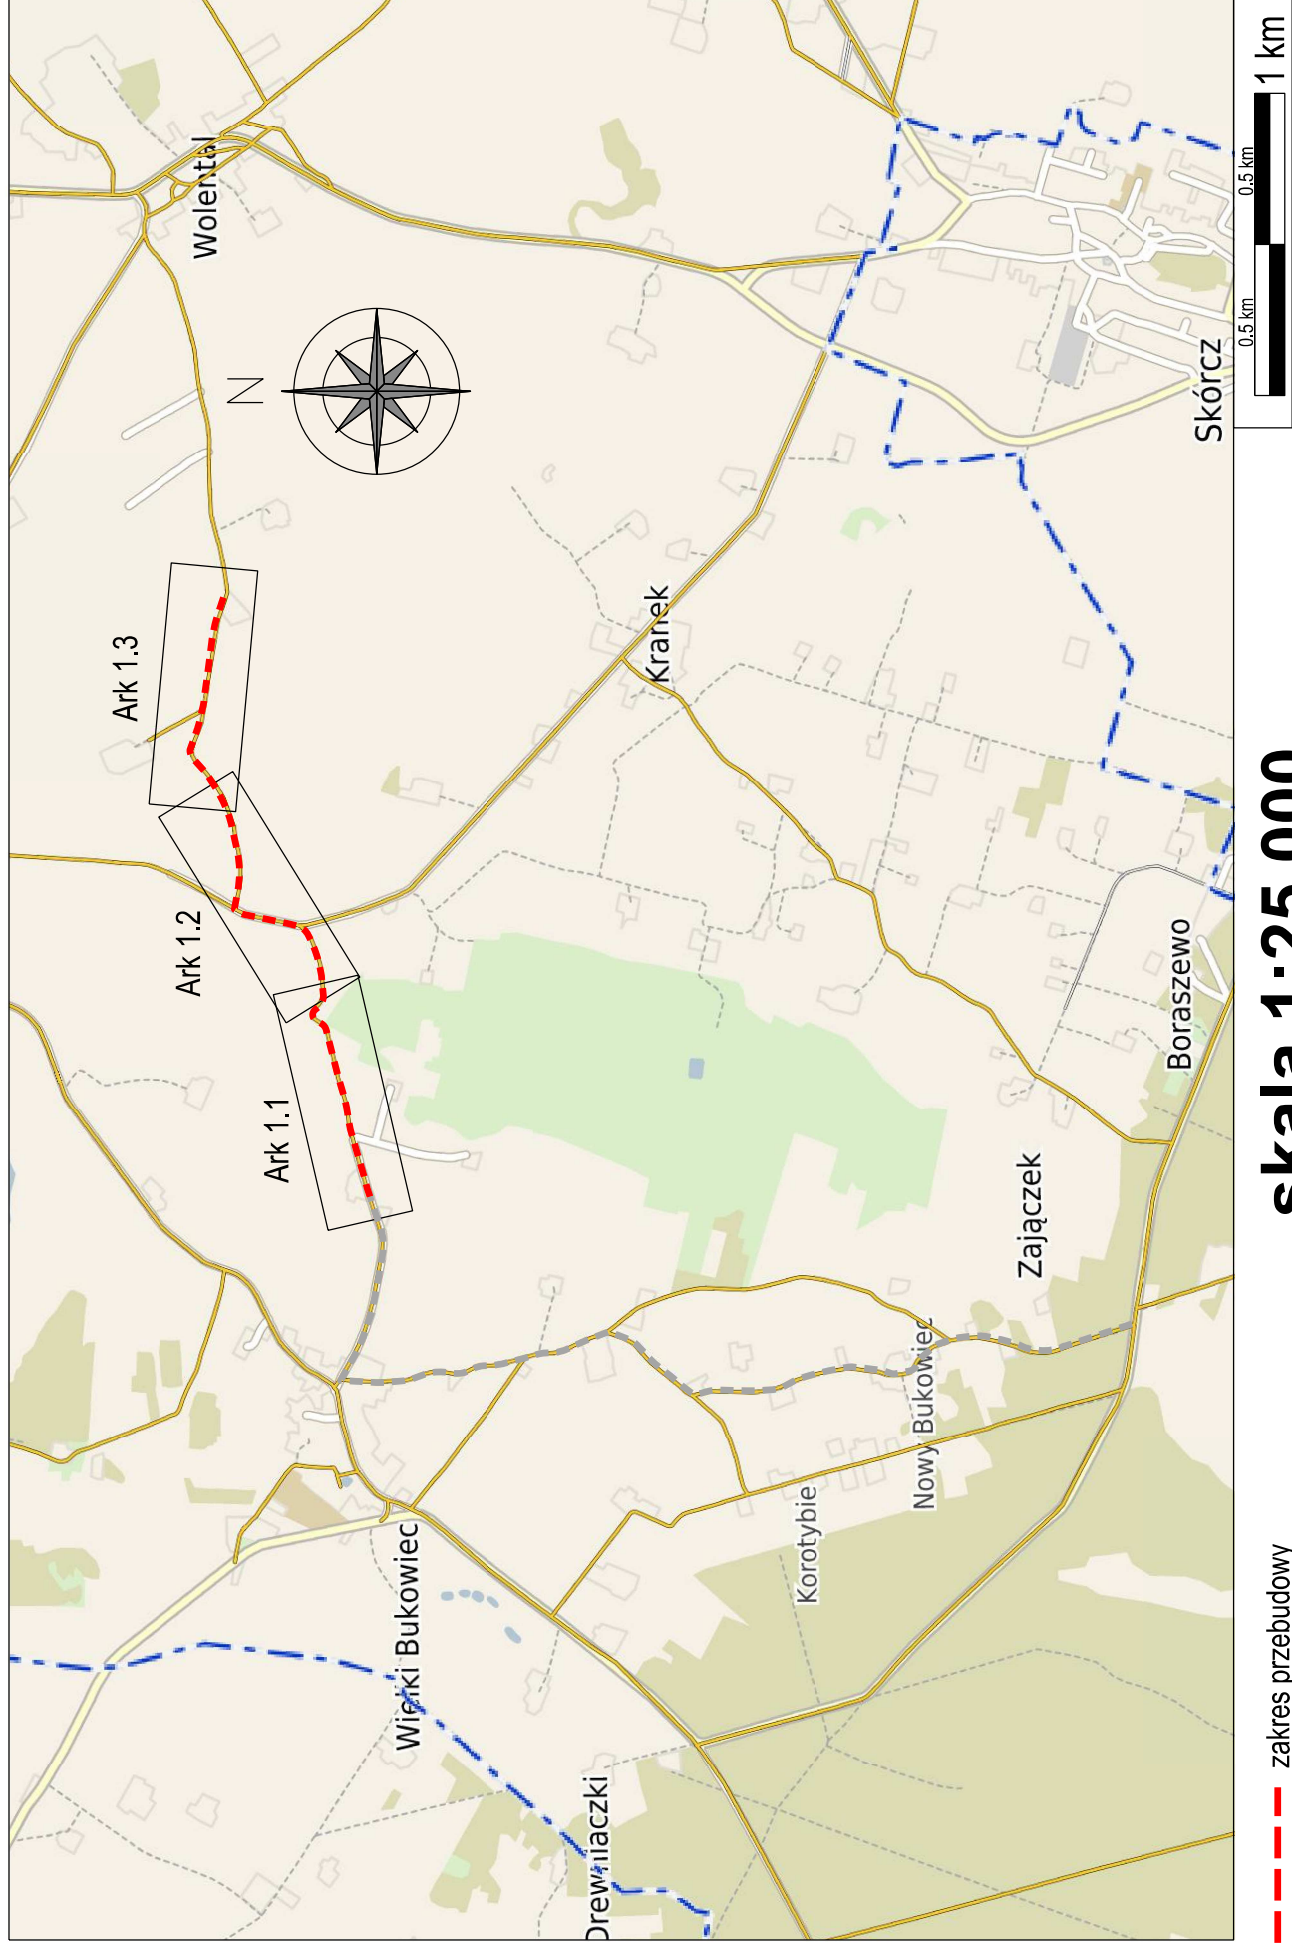 Wolental
N
Ark 1.3
Ark 1.2
Ark 1.1
Kranek
Skórcz
Boraszewo
Zajączek
Nowy Bukowiec
Korotybie
Wielki Bukowiec
Drewniaczki
0.5 km
0.5 km
1 km
skala 1:25 000
zakres przebudowy